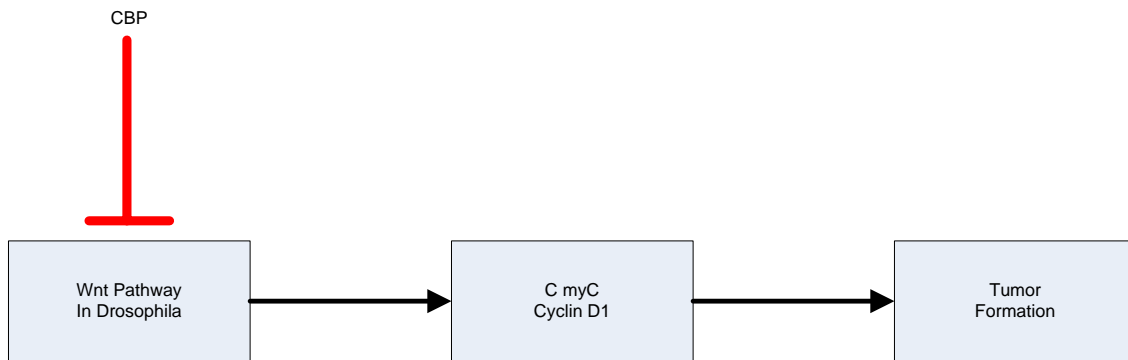 CBP
Wnt Pathway
In Drosophila
C myC
Cyclin D1
Tumor
Formation